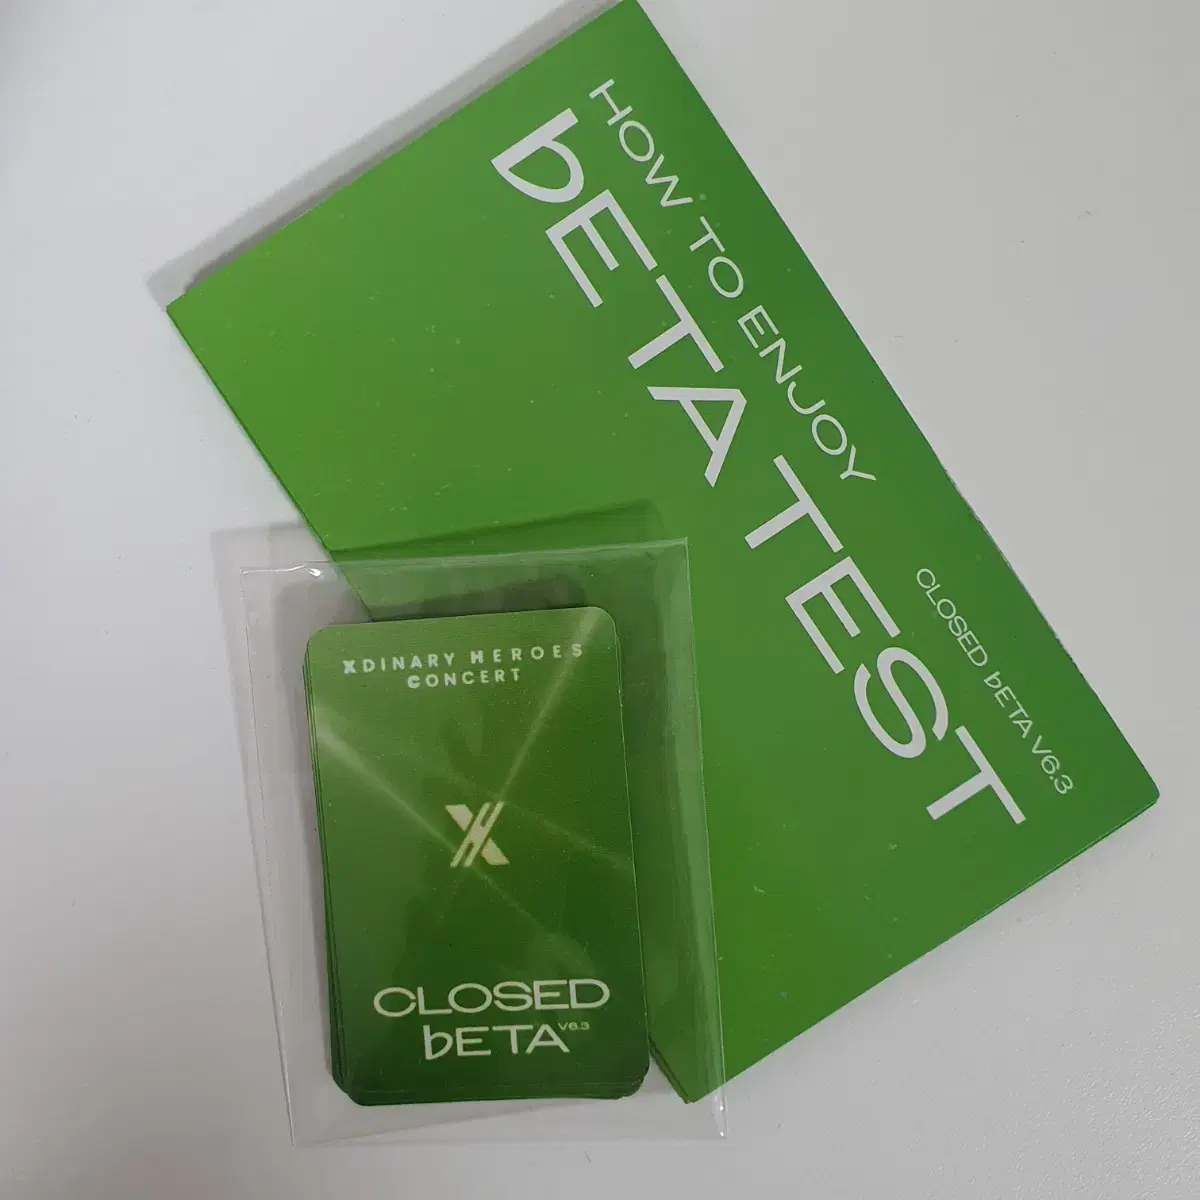 HOW TO ENJOY
bETA TEST
CLOSED bETA V6.3
XDINARY HEROES
CONCERT
X
CLOSED
bETA V6.3